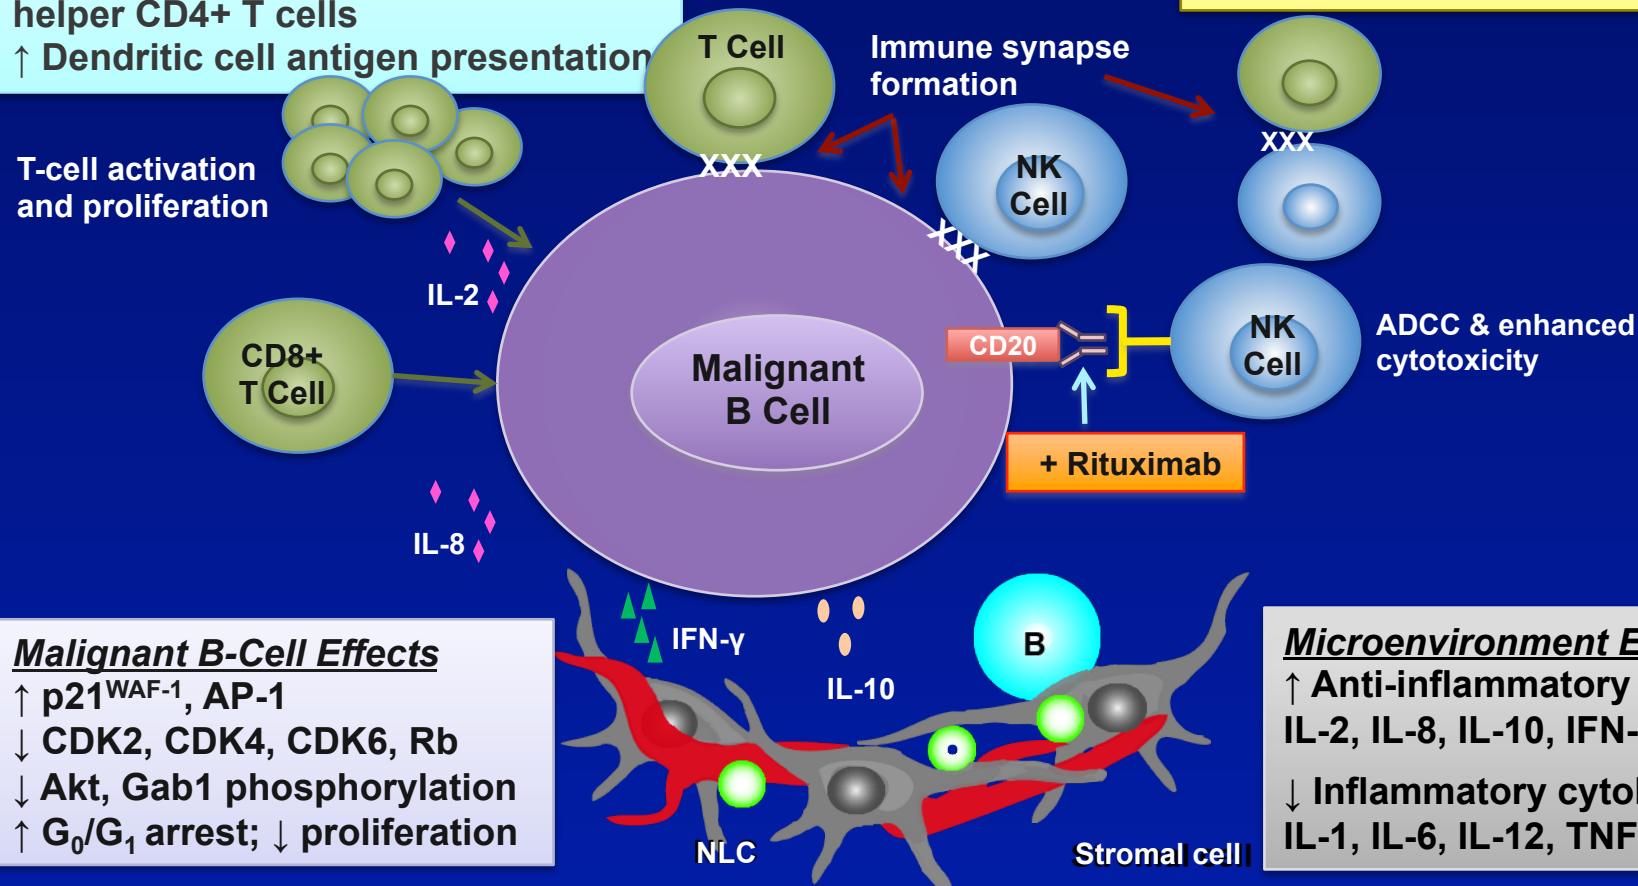 helper CD4+ T cells
↑ Dendritic cell antigen presentation
T Cell
Immune synapse
formation
XXX
XXX
T-cell activation
and proliferation
NK
Cell
XXX
IL-2
CD8+
T Cell
Malignant
B Cell
CD20
NK
Cell
ADCC & enhanced
cytotoxicity
+ Rituximab
IL-8
IFN-γ
IL-10
B
Malignant B-Cell Effects
↑ p21WAF-1, AP-1
↓ CDK2, CDK4, CDK6, Rb
↓ Akt, Gab1 phosphorylation
↑ G0/G1 arrest; ↓ proliferation
NLC
Stromal cell
Microenvironment E
↑ Anti-inflammatory
IL-2, IL-8, IL-10, IFN-
↓ Inflammatory cyto
IL-1, IL-6, IL-12, TNF